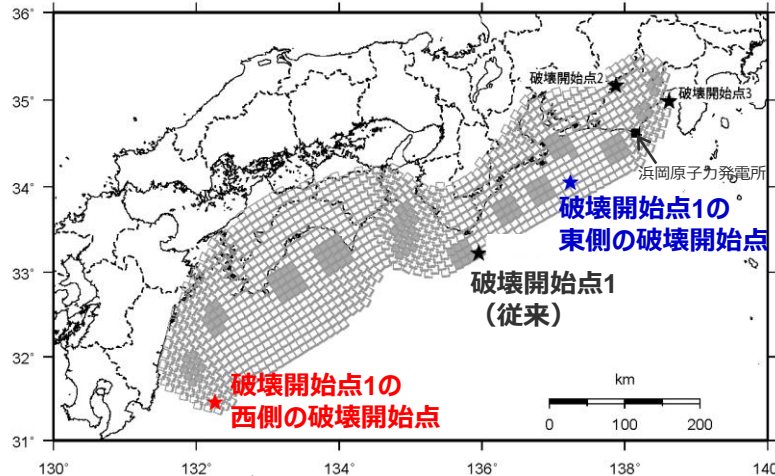 36°
35°
34°
33°
32°
31°
130
132
134
136
138
140
破壊開始点2
破壊開始点3
浜岡原子力発電所
破壊開始点1の
東側の破壊開始点
破壊開始点1
（従来）
破壊開始点1の
西側の破壊開始点
km
0 100 200